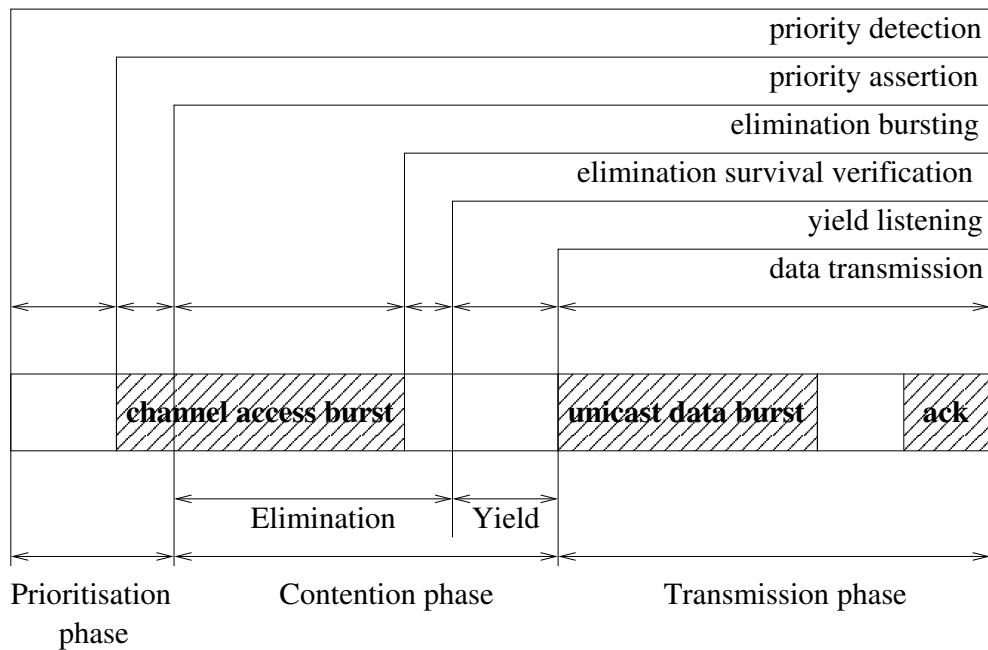 priority detection
priority assertion
elimination bursting
elimination survival verification
yield listening
data transmission
channel access burst
unicast data burst
ack
Elimination
Yield
Prioritisation
phase
Contention phase
Transmission phase